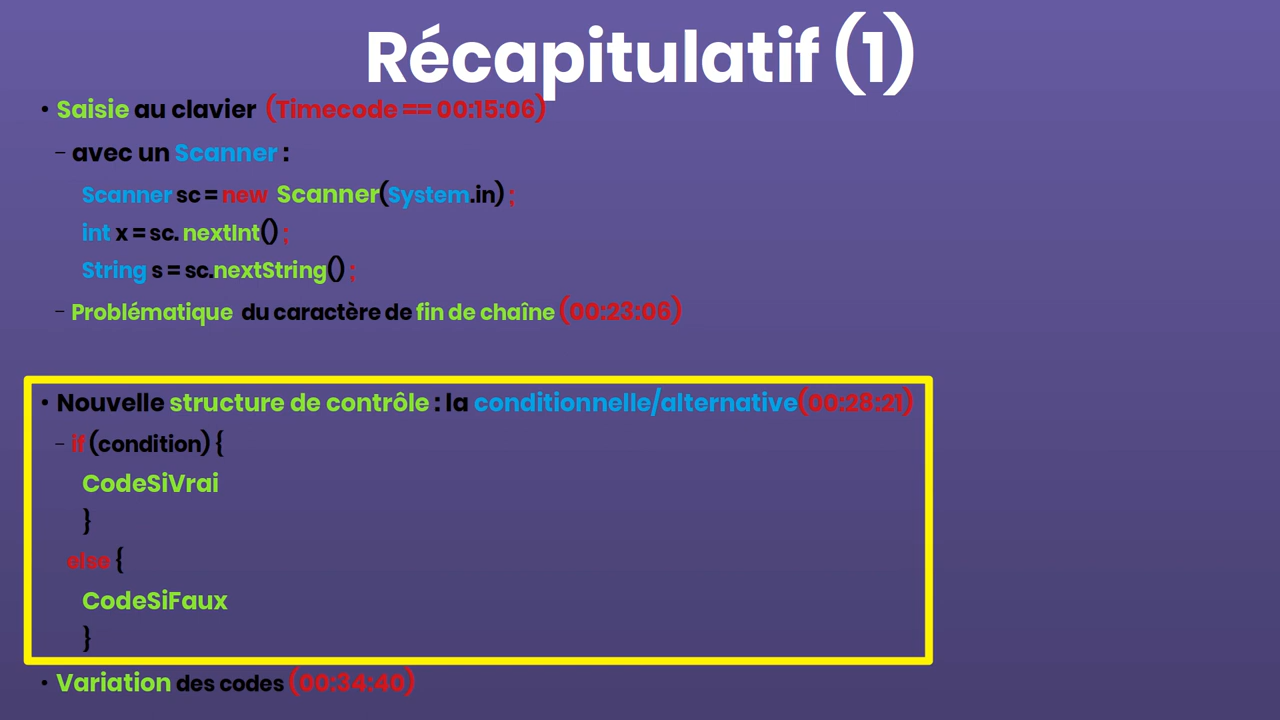 Récapitulatif (1)
• Saisie au clavier (Timecode == 00:15:06)
– avec un Scanner :
Scanner sc = new Scanner(System.in) ;
int x = sc. nextInt() ;
String s = sc.nextString() ;
– Problématique du caractère de fin de chaîne (00:23:06)
• Nouvelle structure de contrôle : la conditionnelle/alternative(00:28:21)
– if (condition) {
CodeSiVrai
}
else {
CodeSiFaux
}
• Variation des codes (00:34:40)